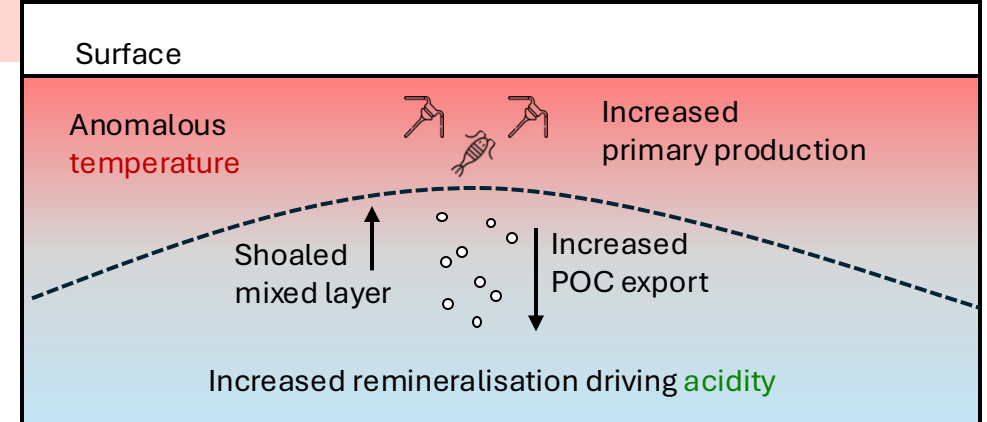 Surface
Anomalous
temperature
Increased
primary production
Shoaled
mixed layer
Increased
POC export
Increased remineralisation driving acidity